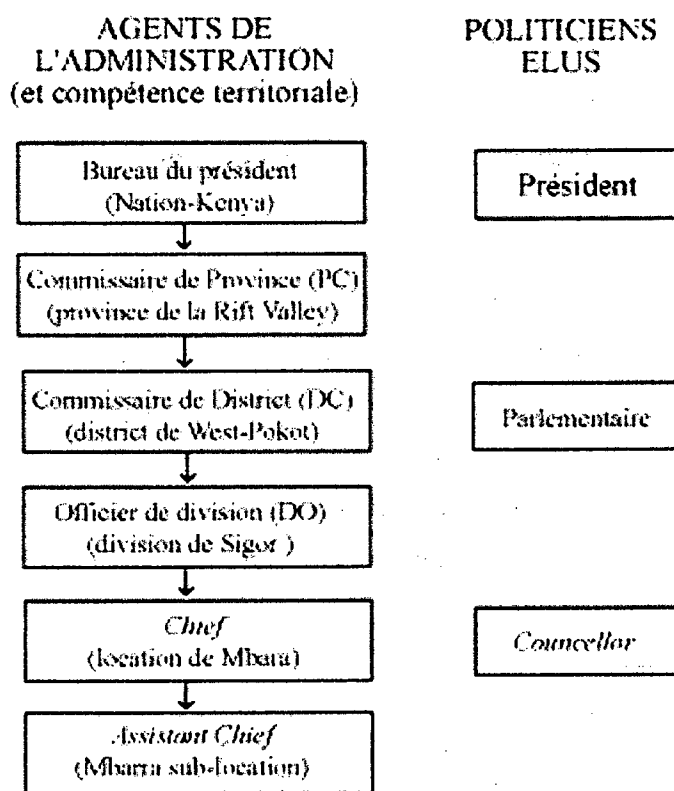 AGENTS DE
L'ADMINISTRATION
(et compétence territoriale)
POLITICIENS
ELUS
Bureau du président
(Nation-Kenya)
Président
Commissaire de Province (PC)
(province de la Rift Valley)
Commissaire de District (DC)
(district de West-Pokot)
Parlementaire
Officier de division (DO)
(division de Sigor )
Chief
(location de Mbara)
Councellor
Assistant Chief
(Mbarra sub-location)